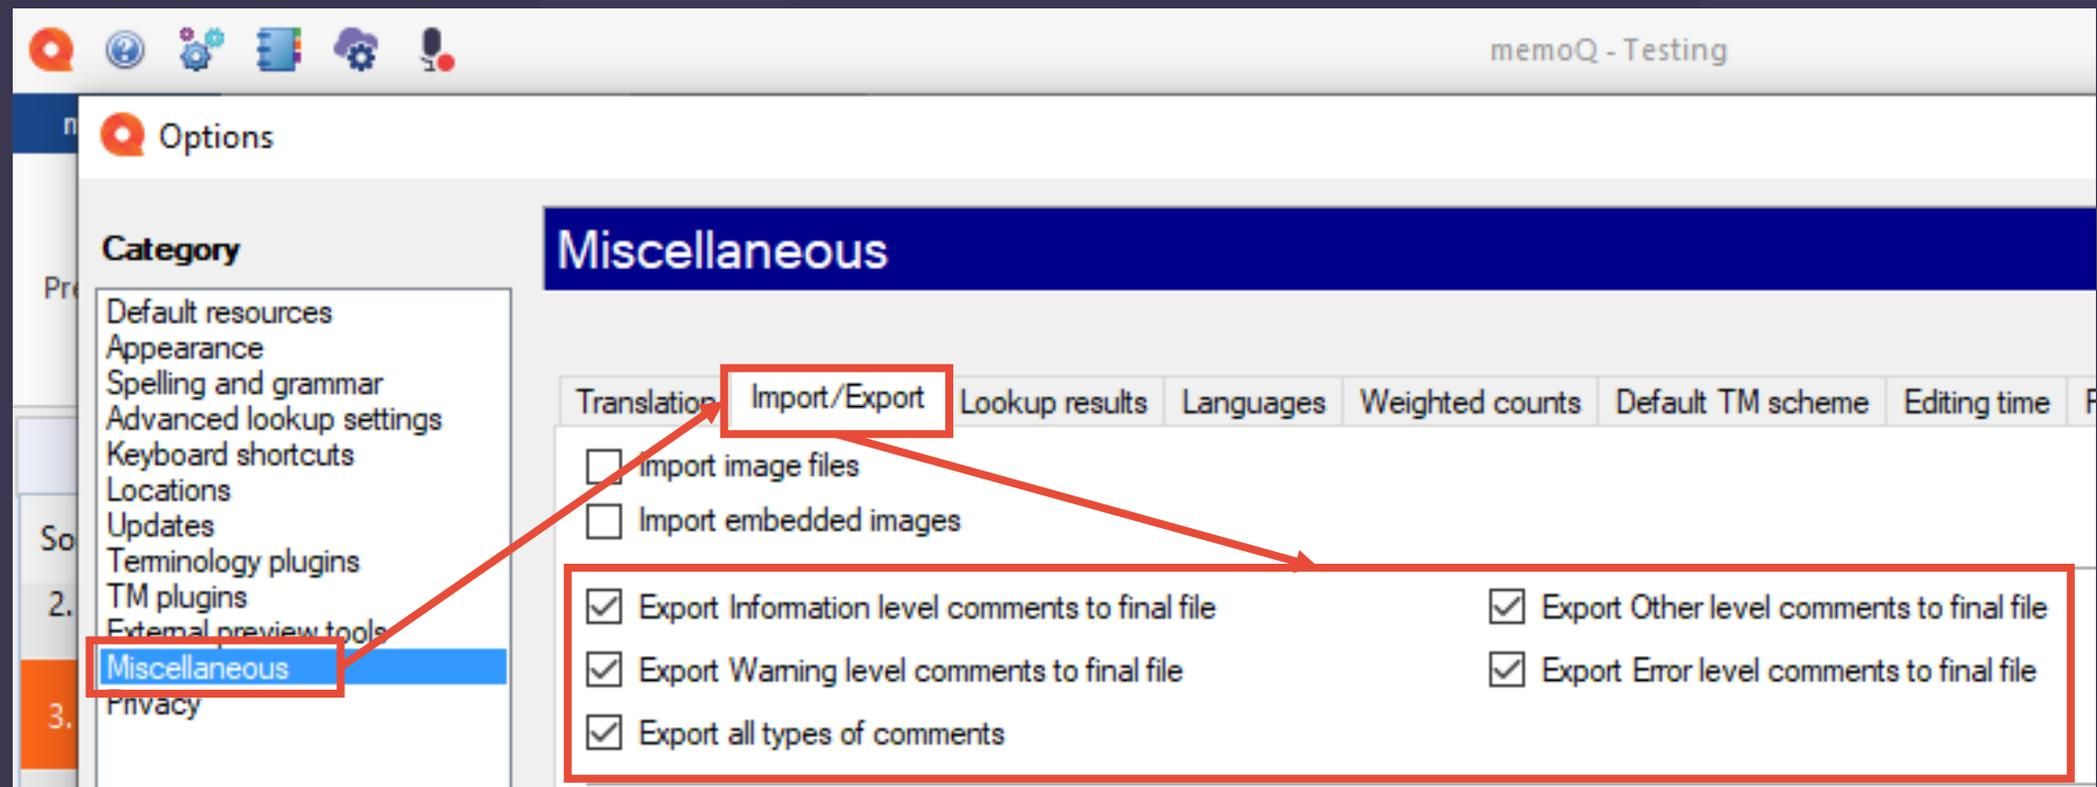 memoQ - Testing
Options
Category
Default resources
Appearance
Spelling and grammar
Advanced lookup settings
Keyboard shortcuts
Locations
Updates
Terminology plugins
TM plugins
External preview tools
Miscellaneous
Privacy
Miscellaneous
Translation Import/Export Lookup results Languages Weighted counts Default TM scheme Editing time
Import image files
Import embedded images
Export Information level comments to final file Export Other level comments to final file
Export Warning level comments to final file Export Error level comments to final file
Export all types of comments
2.
3.